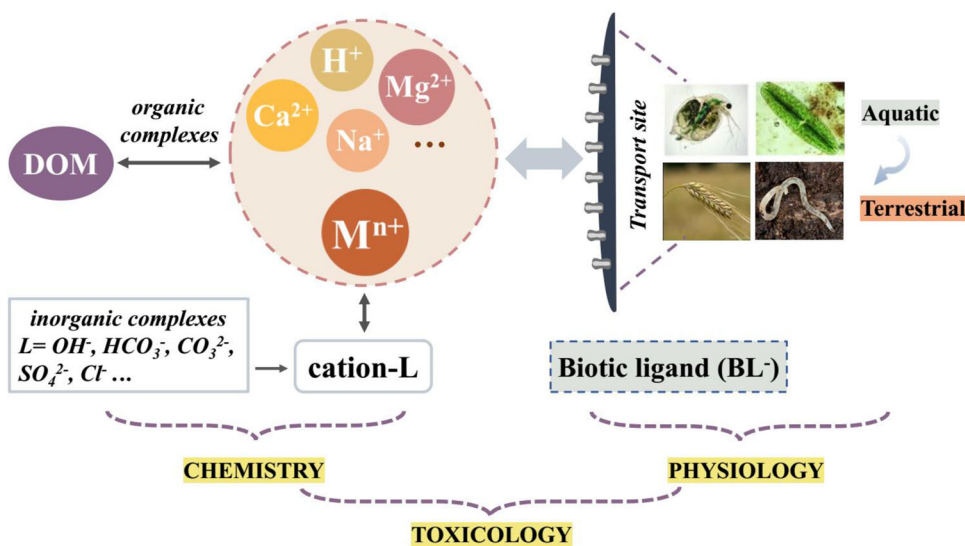 H⁺
Mg²⁺
Ca²⁺
Na⁺
...
Mⁿ⁺
organic
complexes
DOM
Transport site
Aquatic
Terrestrial
inorganic complexes
L= OH⁻, HCO₃⁻, CO₃²⁻,
SO₄²⁻, Cl⁻ ...
cation-L
Biotic ligand (BL⁻)
CHEMISTRY
PHYSIOLOGY
TOXICOLOGY